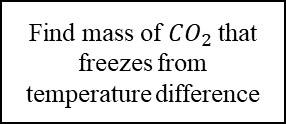 Find mass of CO₂ that
freezes from
temperature difference